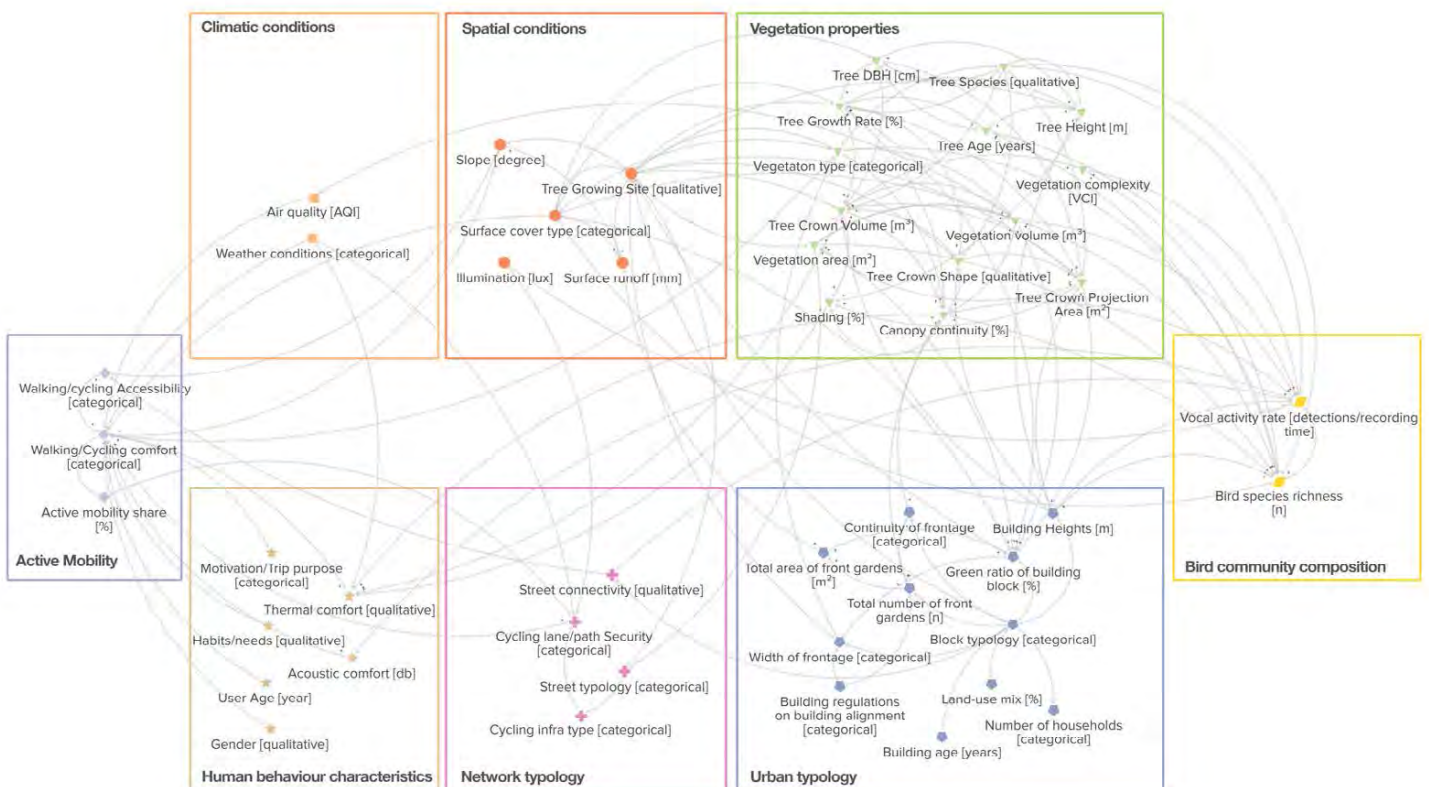 Climatic conditions
Air quality [AQI]
Weather conditions [categorical]
Spatial conditions
Slope [degree]
Tree Growing Site [qualitative]
Surface cover type [categorical]
Illumination [lux]
Surface runoff [mm]
Vegetation properties
Tree DBH [cm]
Tree Species [qualitative]
Tree Growth Rate [%]
Tree Height [m]
Tree Age [years]
Vegetaton type [categorical]
Vegetation complexity
[VCI]
Tree Crown Volume [m³]
Vegetation volume [m³]
Vegetation area [m²]
Tree Crown Shape [qualitative]
Tree Crown Projection
Area [m²]
Shading [%]
Canopy continuity [%]
Walking/cycling Accessibility
[categorical]
Walking/Cycling comfort
[categorical]
Active mobility share
[%]
Active Mobility
Vocal activity rate [detections/recording
time]
Bird species richness
[n]
Bird community composition
Motivation/Trip purpose
[categorical]
Thermal comfort [qualitative]
Habits/needs [qualitative]
Acoustic comfort [db]
User Age [year]
Gender [qualitative]
Human behaviour characteristics
Street connectivity [qualitative]
Cycling lane/path Security
[categorical]
Street typology [categorical]
Cycling infra type [categorical]
Network typology
Continuity of frontage
[categorical]
Building Heights [m]
Total area of front gardens
[m²]
Green ratio of building
block [%]
Total number of front
gardens [n]
Block typology [categorical]
Width of frontage [categorical]
Building regulations
on building alignment
[categorical]
Land-use mix [%]
Number of households
[categorical]
Building age [years]
Urban typology